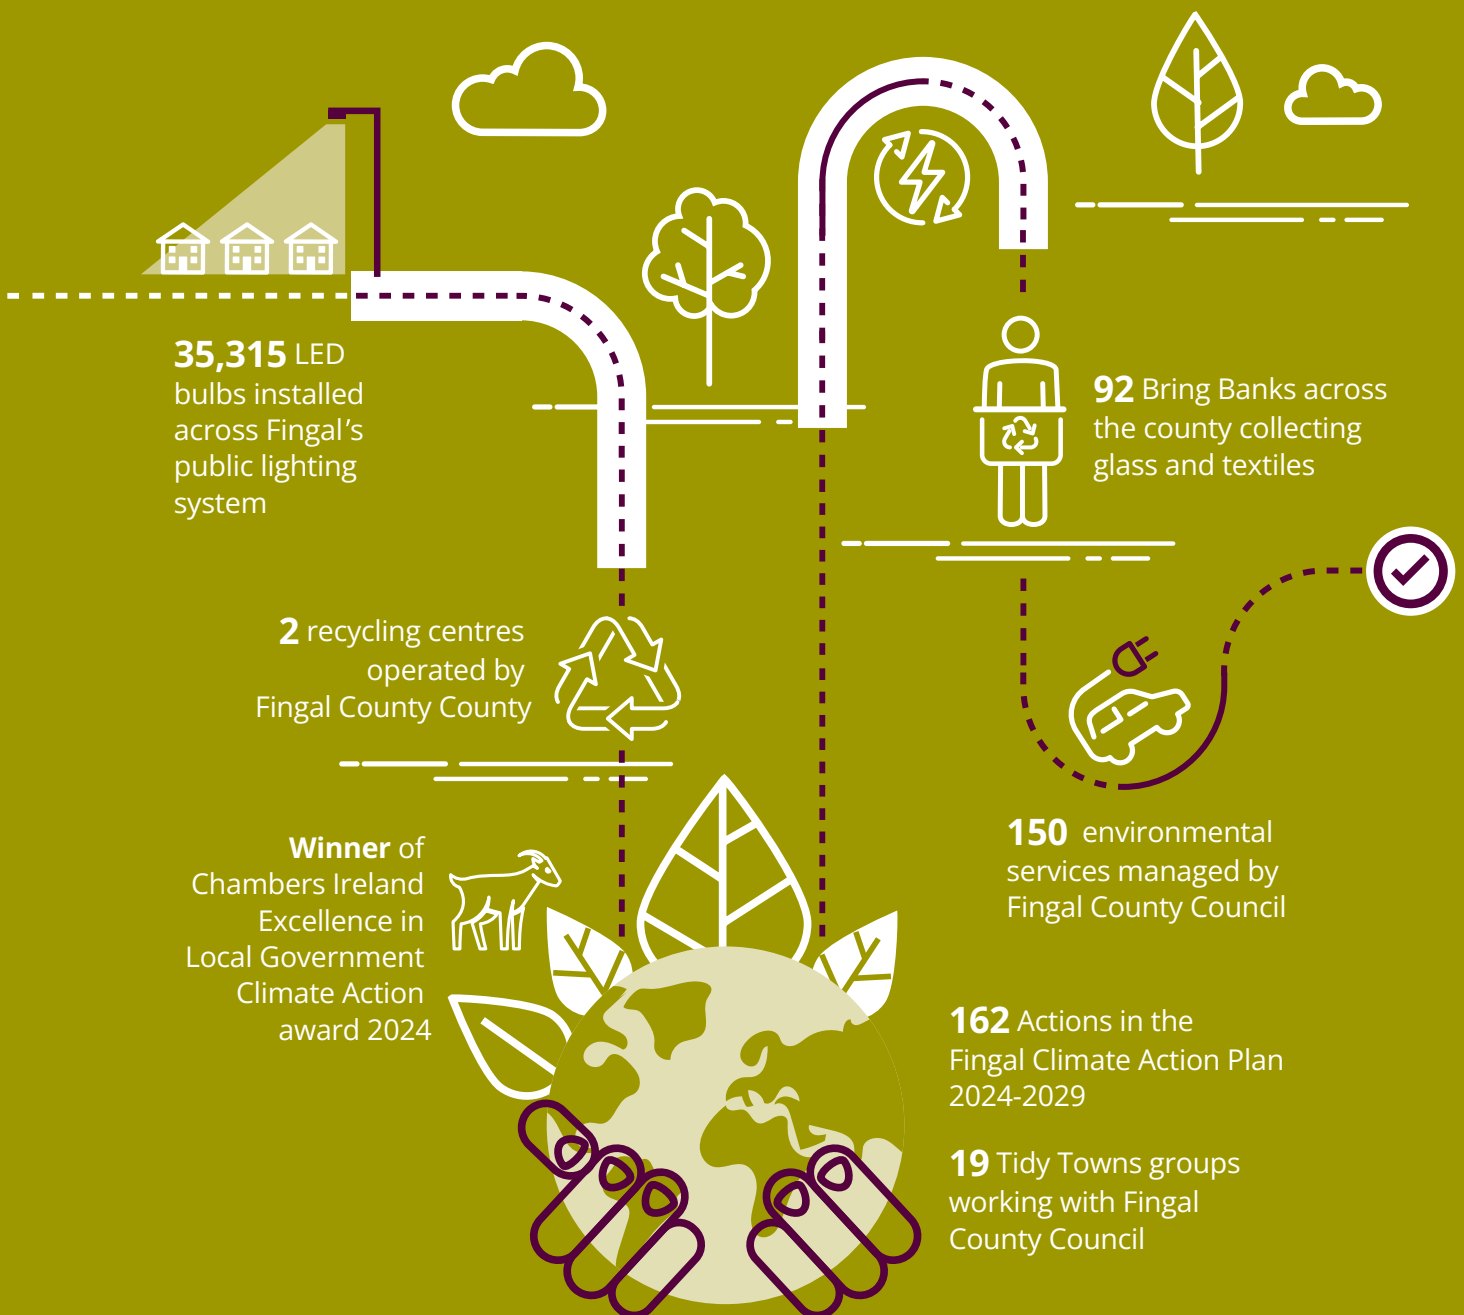 35,315 LED
bulbs installed
across Fingal’s
public lighting
system
92 Bring Banks across
the county collecting
glass and textiles
2 recycling centres
operated by
Fingal County County
150 environmental
services managed by
Fingal County Council
Winner of
Chambers Ireland
Excellence in
Local Government
Climate Action
award 2024
162 Actions in the
Fingal Climate Action Plan
2024-2029
19 Tidy Towns groups
working with Fingal
County Council